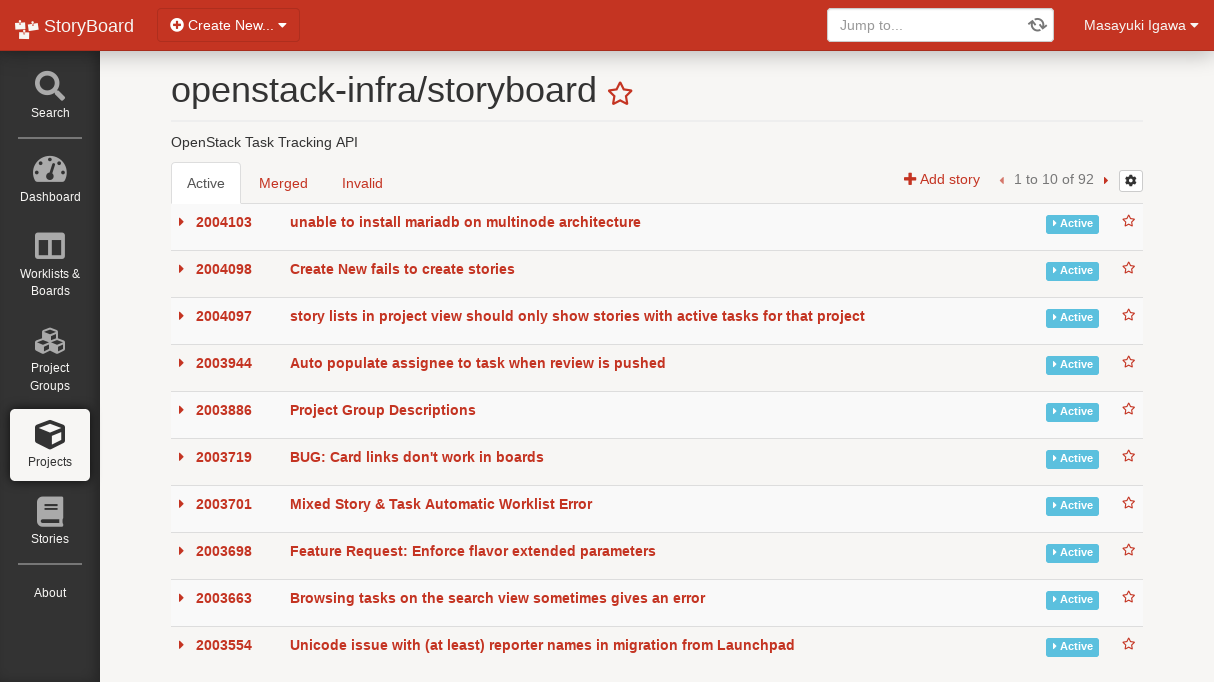 StoryBoard
Create New...
Jump to...
Masayuki Igawa
Search
Dashboard
Worklists &
Boards
Project
Groups
Projects
Stories
About
openstack-infra/storyboard
OpenStack Task Tracking API
Active Merged Invalid
Add story 1 to 10 of 92
2004103 unable to install mariadb on multinode architecture Active
2004098 Create New fails to create stories Active
2004097 story lists in project view should only show stories with active tasks for that project Active
2003944 Auto populate assignee to task when review is pushed Active
2003886 Project Group Descriptions Active
2003719 BUG: Card links don't work in boards Active
2003701 Mixed Story & Task Automatic Worklist Error Active
2003698 Feature Request: Enforce flavor extended parameters Active
2003663 Browsing tasks on the search view sometimes gives an error Active
2003554 Unicode issue with (at least) reporter names in migration from Launchpad Active